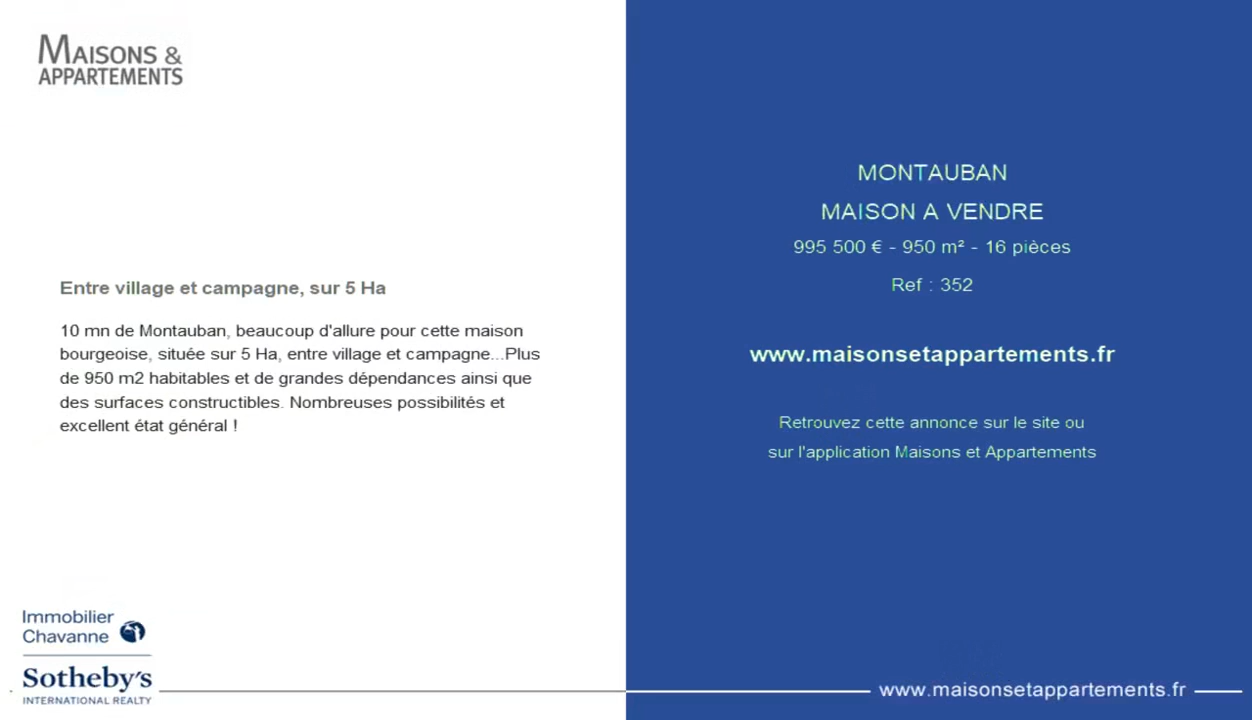 MAISONS &
APPARTEMENTS
Entre village et campagne, sur 5 Ha
10 mn de Montauban, beaucoup d'allure pour cette maison
bourgeoise, située sur 5 Ha, entre village et campagne...Plus
de 950 m2 habitables et de grandes dépendances ainsi que
des surfaces constructibles. Nombreuses possibilités et
excellent état général !
Immobilier
Chavanne
Sotheby's
INTERNATIONAL REALTY
MONTAUBAN
MAISON A VENDRE
995 500 € - 950 m² - 16 pièces
Ref : 352
www.maisonsetappartements.fr
Retrouvez cette annonce sur le site ou
sur l'application Maisons et Appartements
www.maisonsetappartements.fr